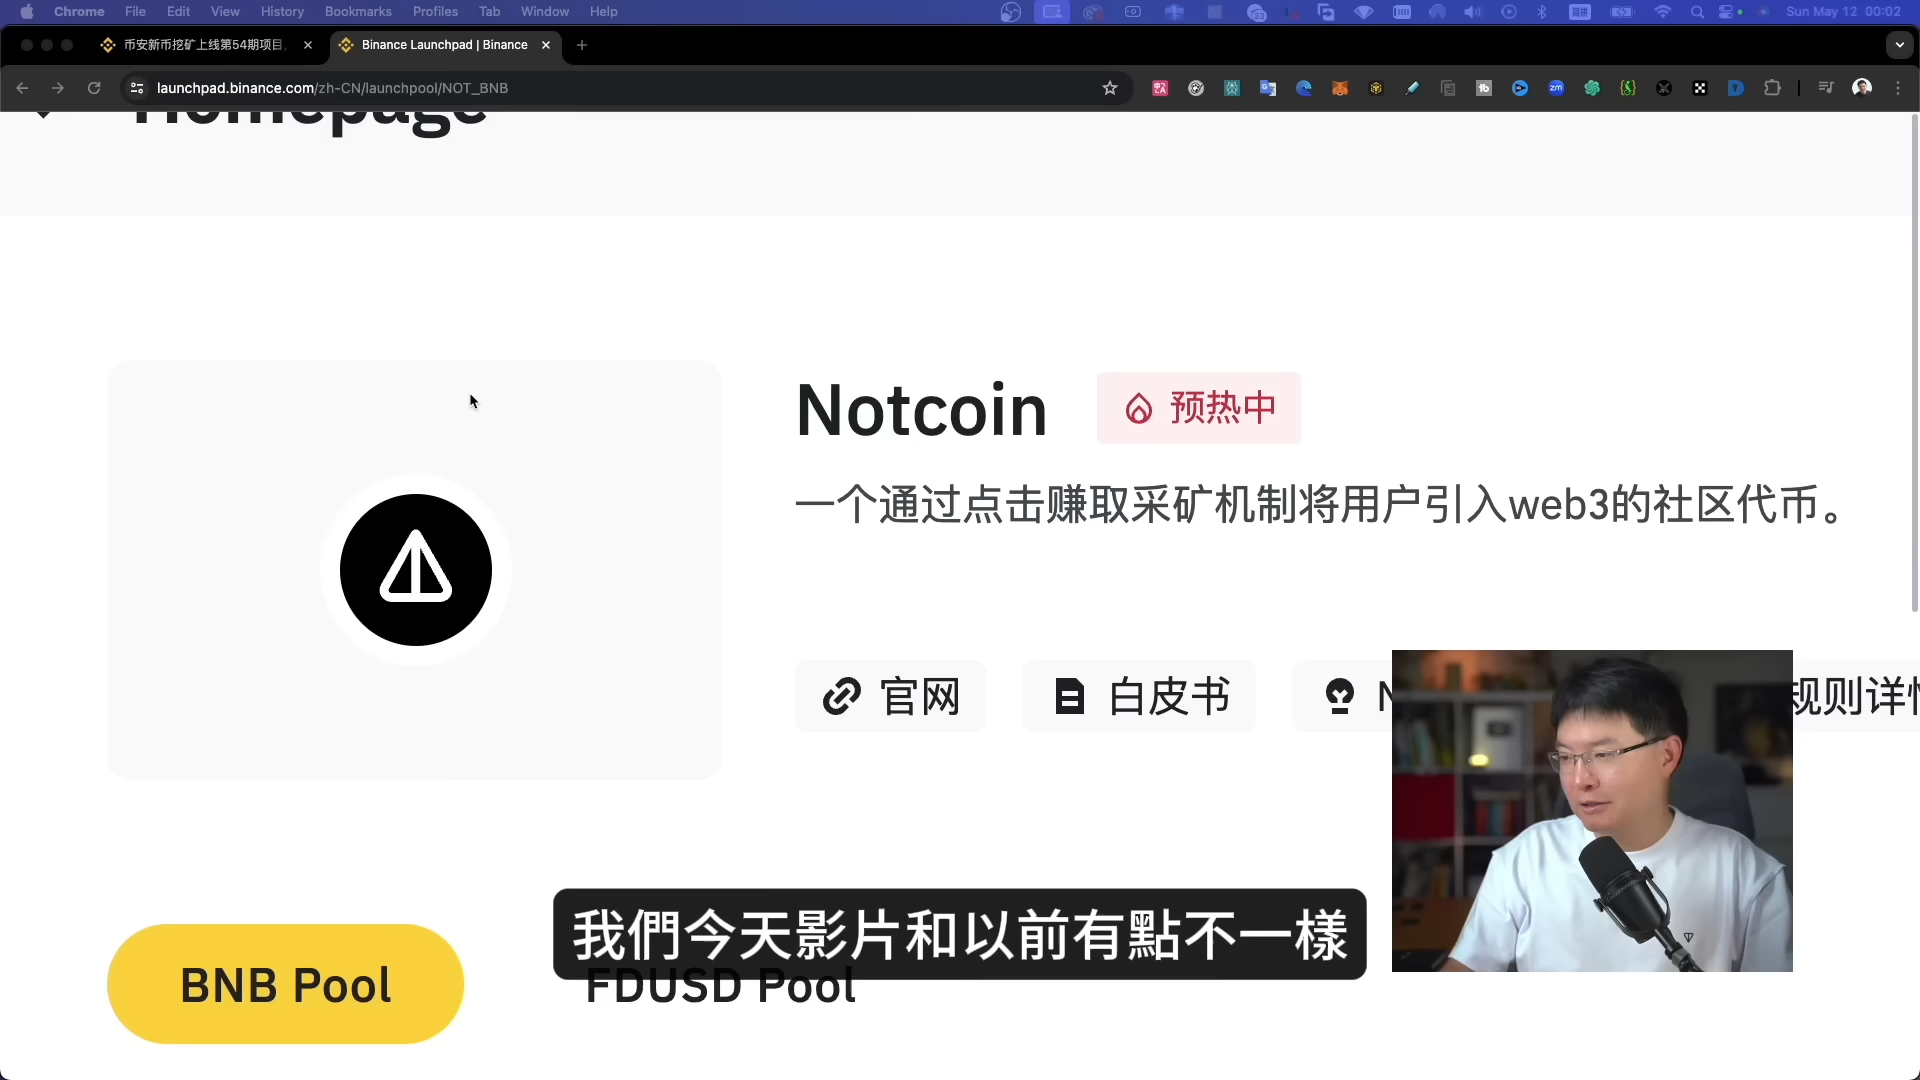 Chrome File Edit View History Bookmarks Profiles Tab Window Help
Sun May 12 00:02
币安新币挖矿上线第54期项目
Binance Launchpad | Binance
launchpad.binance.com/zh-CN/launchpool/NOT_BNB
Homepage
Notcoin
预热中
一个通过点击赚取采矿机制将用户引入web3的社区代币。
官网
白皮书
规则详
我們今天影片和以前有點不一樣
BNB Pool
FDUSD Pool